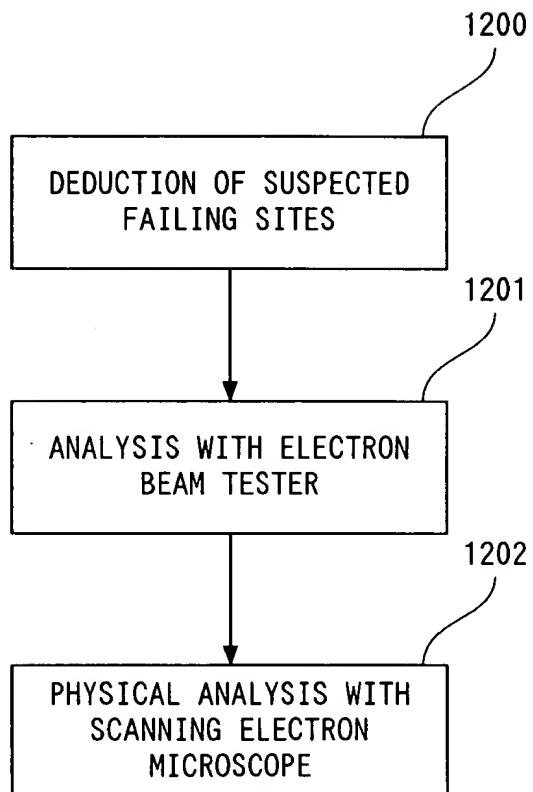 1200
DEDUCTION OF SUSPECTED
FAILING SITES
1201
ANALYSIS WITH ELECTRON
BEAM TESTER
1202
PHYSICAL ANALYSIS WITH
SCANNING ELECTRON
MICROSCOPE